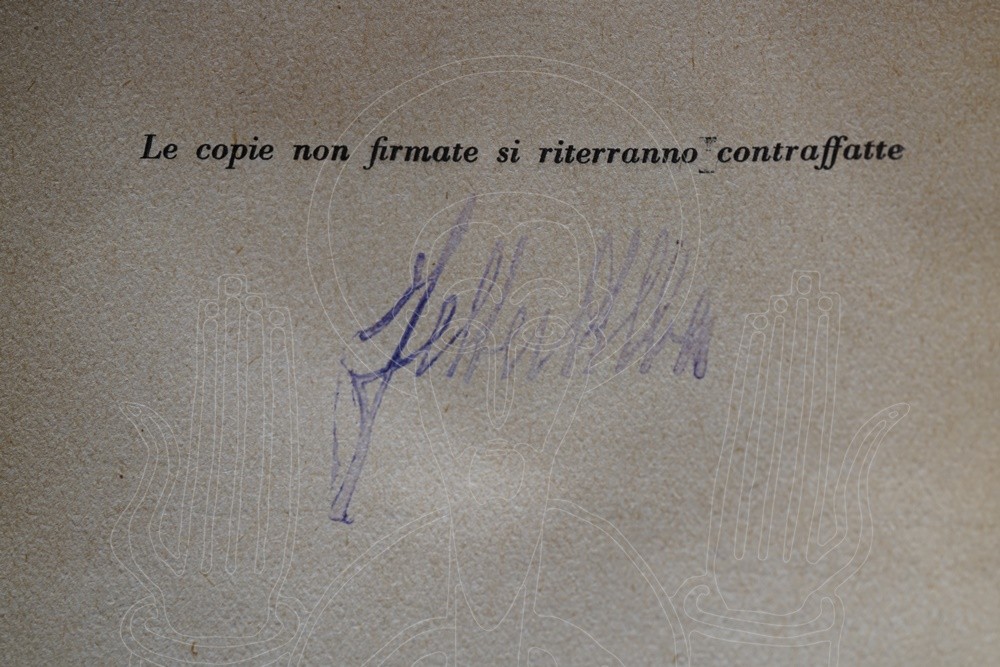 Le copie non firmate si riterranno contraffatte